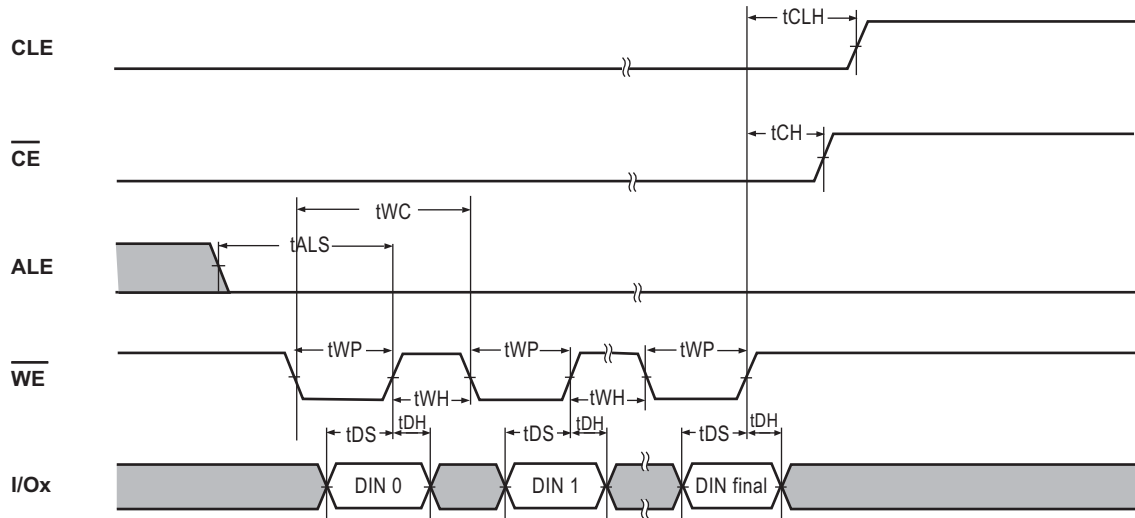 tCLH
CLE
tCH
CE
tWC
tALS
ALE
tWP tWP tWP
WE
tWH tWH
tDS tDH tDS tDH tDS tDH
I/Ox DIN 0 DIN 1 DIN final